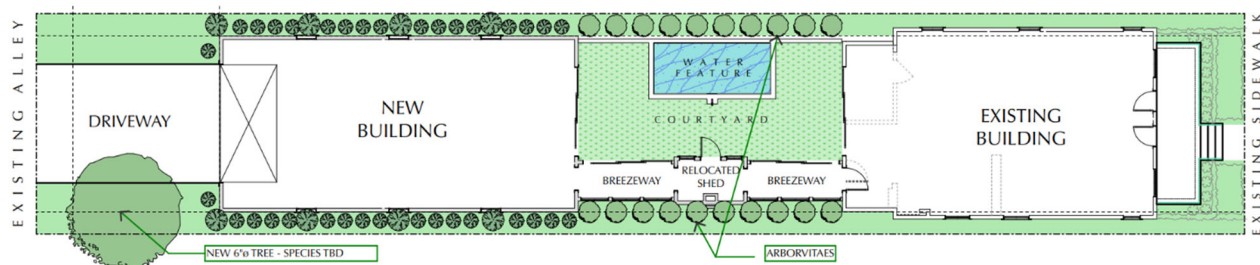 EXISTING ALLEY
DRIVEWAY
NEW
BUILDING
WATER
FEATURE
COURTYARD
BREEZEWAY
RELOCATED
SHED
BREEZEWAY
EXISTING
BUILDING
EXISTING SIDEWALK
NEW 6"ø TREE - SPECIES TBD
ARBORVITAES